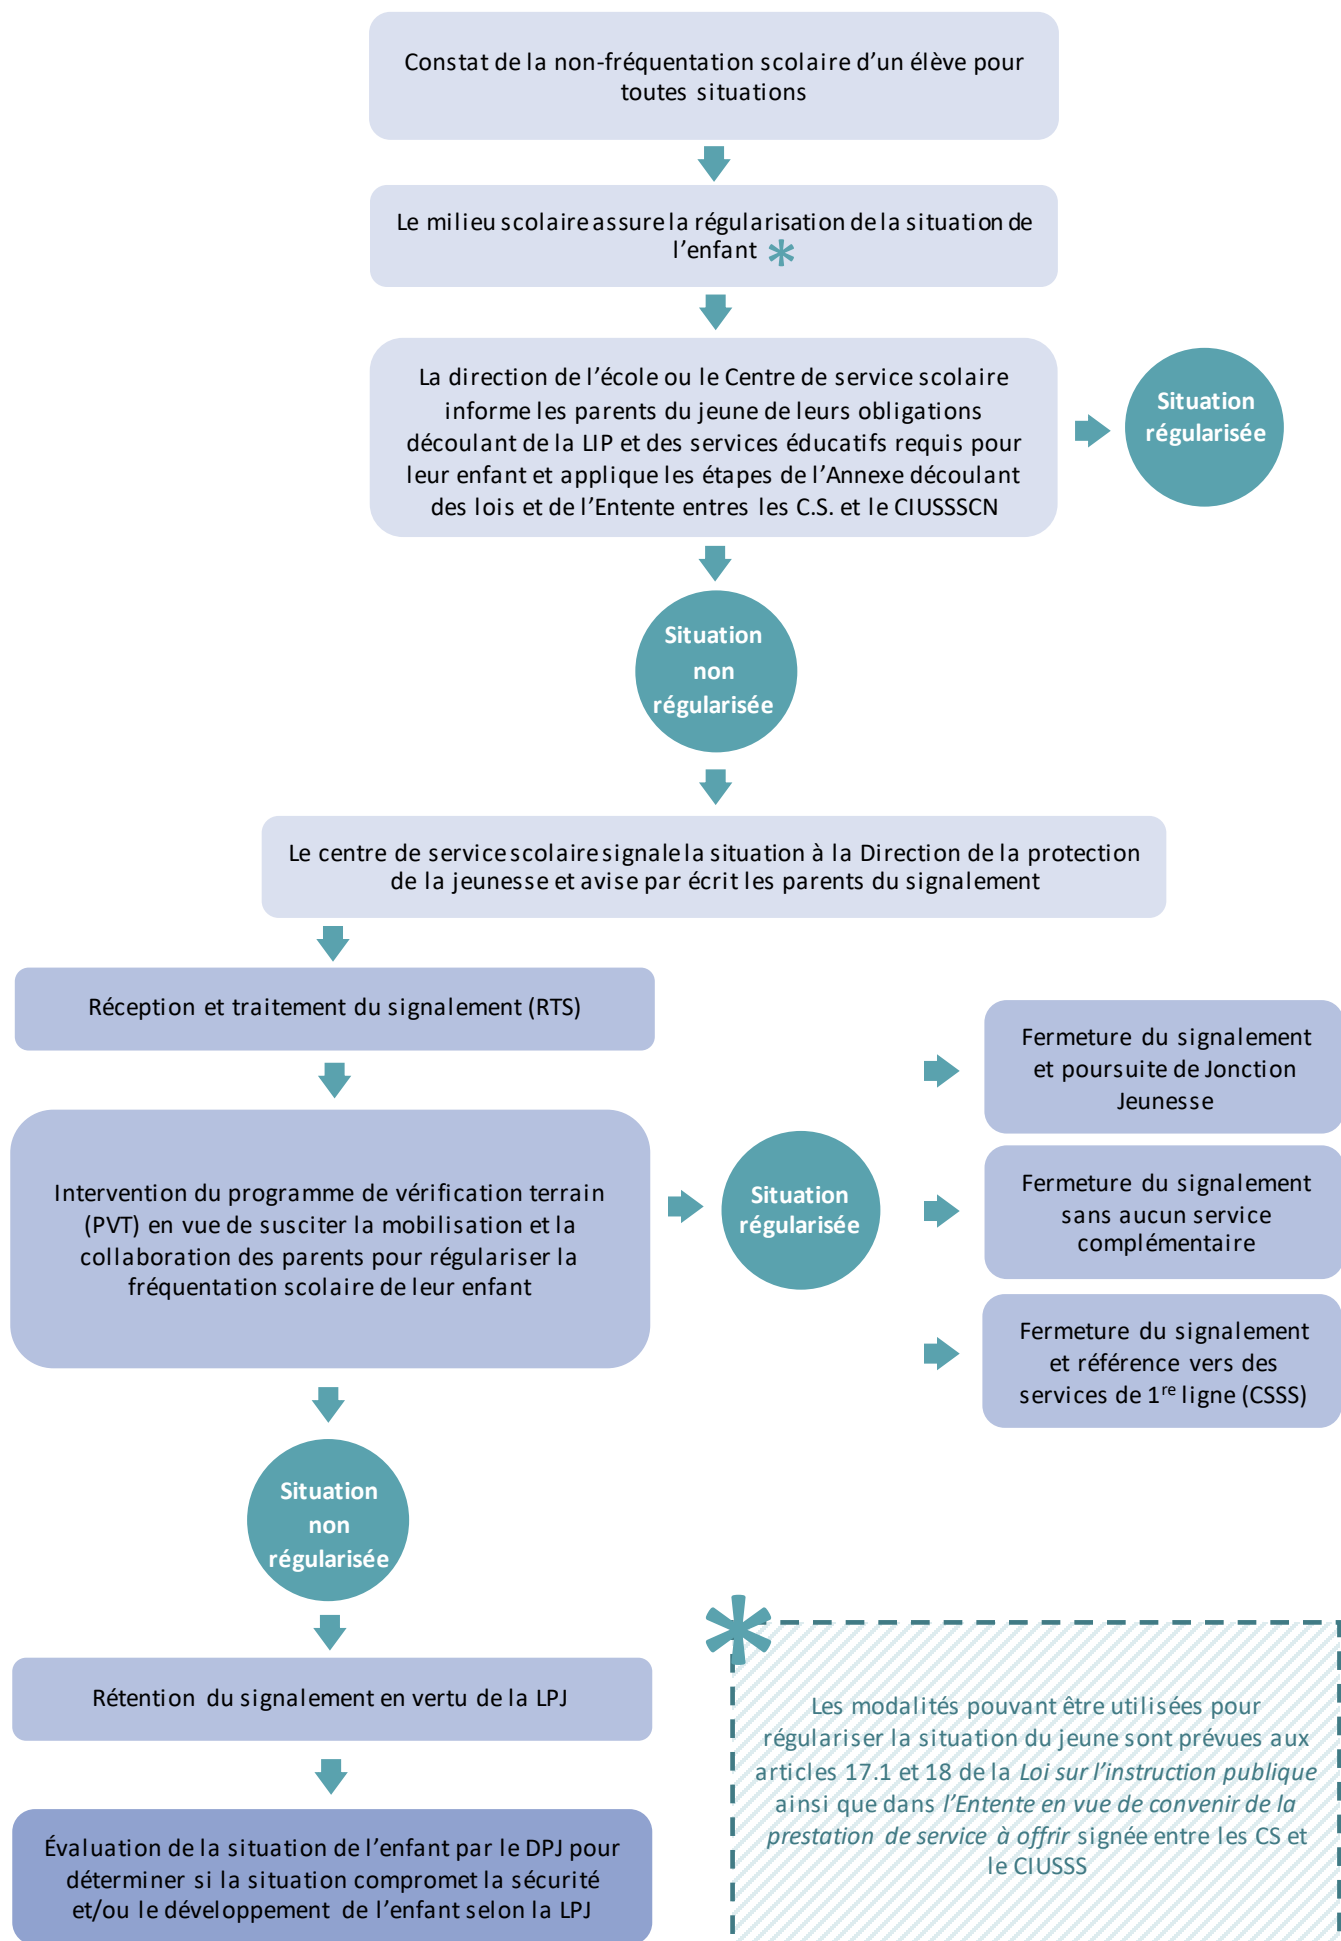 Constat de la non-fréquentation scolaire d’un élève pour
toutes situations
Le milieu scolaire assure la régularisation de la situation de
l’enfant *
La direction de l’école ou le Centre de service scolaire
informe les parents du jeune de leurs obligations
découlant de la LIP et des services éducatifs requis pour
leur enfant et applique les étapes de l’Annexe découlant
des lois et de l’Entente entres les C.S. et le CIUSSSCN
Situation
régularisée
Situation
non
régularisée
Le centre de service scolaire signale la situation à la Direction de la protection
de la jeunesse et avise par écrit les parents du signalement
Réception et traitement du signalement (RTS)
Intervention du programme de vérification terrain
(PVT) en vue de susciter la mobilisation et la
collaboration des parents pour régulariser la
fréquentation scolaire de leur enfant
Situation
régularisée
Fermeture du signalement
et poursuite de Jonction
Jeunesse
Fermeture du signalement
sans aucun service
complémentaire
Fermeture du signalement
et référence vers des
services de 1re ligne (CSSS)
Situation
non
régularisée
Rétention du signalement en vertu de la LPJ
Évaluation de la situation de l’enfant par le DPJ pour
déterminer si la situation compromet la sécurité
et/ou le développement de l’enfant selon la LPJ
*
Les modalités pouvant être utilisées pour
régulariser la situation du jeune sont prévues aux
articles 17.1 et 18 de la Loi sur l’instruction publique
ainsi que dans l’Entente en vue de convenir de la
prestation de service à offrir signée entre les CS et
le CIUSSS